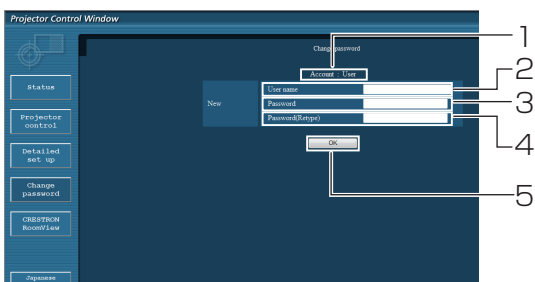 Projector Control Window
Change password
1
Account : User
2
Status
User name
New
Password
3
Password(Retype)
Projector
control
4
OK
Detailed
set up
Change
password
5
CRESTRON
RoomView
Japanese